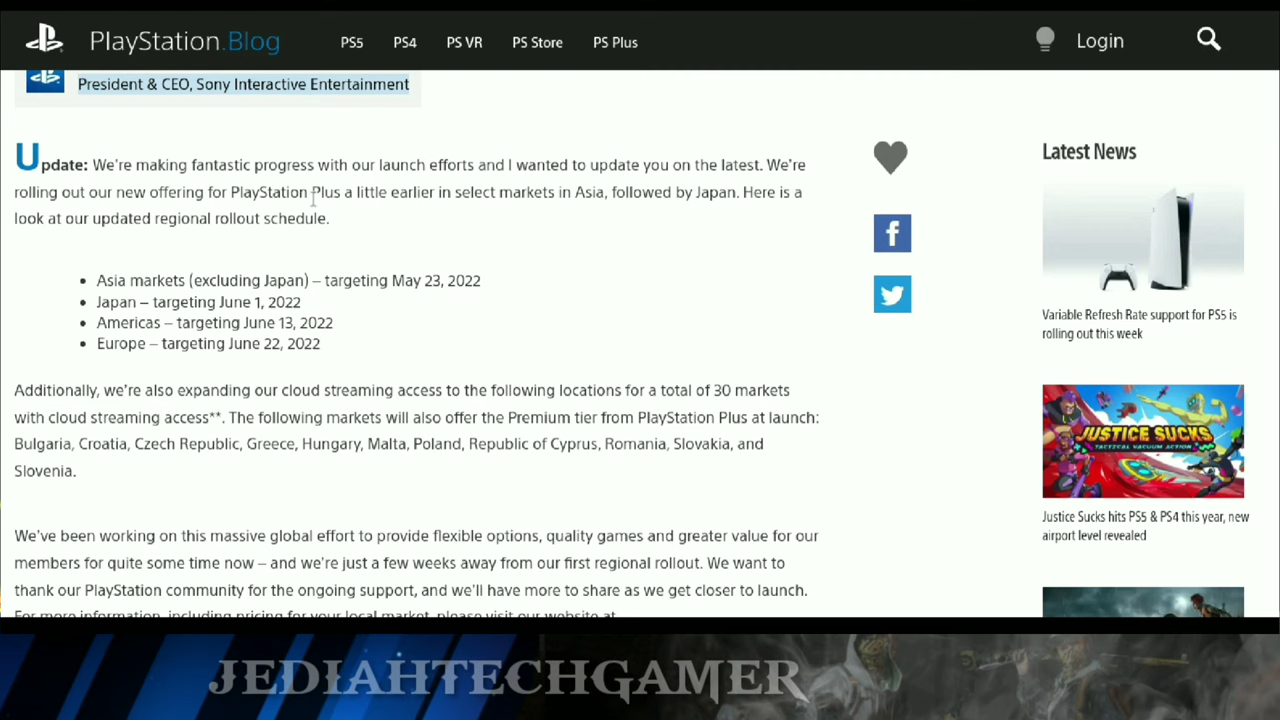 PlayStation.Blog PS5 PS4 PS VR PS Store PS Plus Login
President & CEO, Sony Interactive Entertainment
Update: We're making fantastic progress with our launch efforts and I wanted to update you on the latest. We're
rolling out our new offering for PlayStation Plus a little earlier in select markets in Asia, followed by Japan. Here is a
look at our updated regional rollout schedule.
• Asia markets (excluding Japan) – targeting May 23, 2022
• Japan – targeting June 1, 2022
• Americas – targeting June 13, 2022
• Europe – targeting June 22, 2022
Additionally, we're also expanding our cloud streaming access to the following locations for a total of 30 markets
with cloud streaming access**. The following markets will also offer the Premium tier from PlayStation Plus at launch:
Bulgaria, Croatia, Czech Republic, Greece, Hungary, Malta, Poland, Republic of Cyprus, Romania, Slovakia, and
Slovenia.
We've been working on this massive global effort to provide flexible options, quality games and greater value for our
members for quite some time now – and we're just a few weeks away from our first regional rollout. We want to
thank our PlayStation community for the ongoing support, and we'll have more to share as we get closer to launch.
For more information, including pricing for your local market, please visit our website at
Latest News
Variable Refresh Rate support for PS5 is
rolling out this week
JUSTICE SUCKS
TACTICAL VACUUM ACTION
Justice Sucks hits PS5 & PS4 this year, new
airport level revealed
JEDIAHTECHGAMER